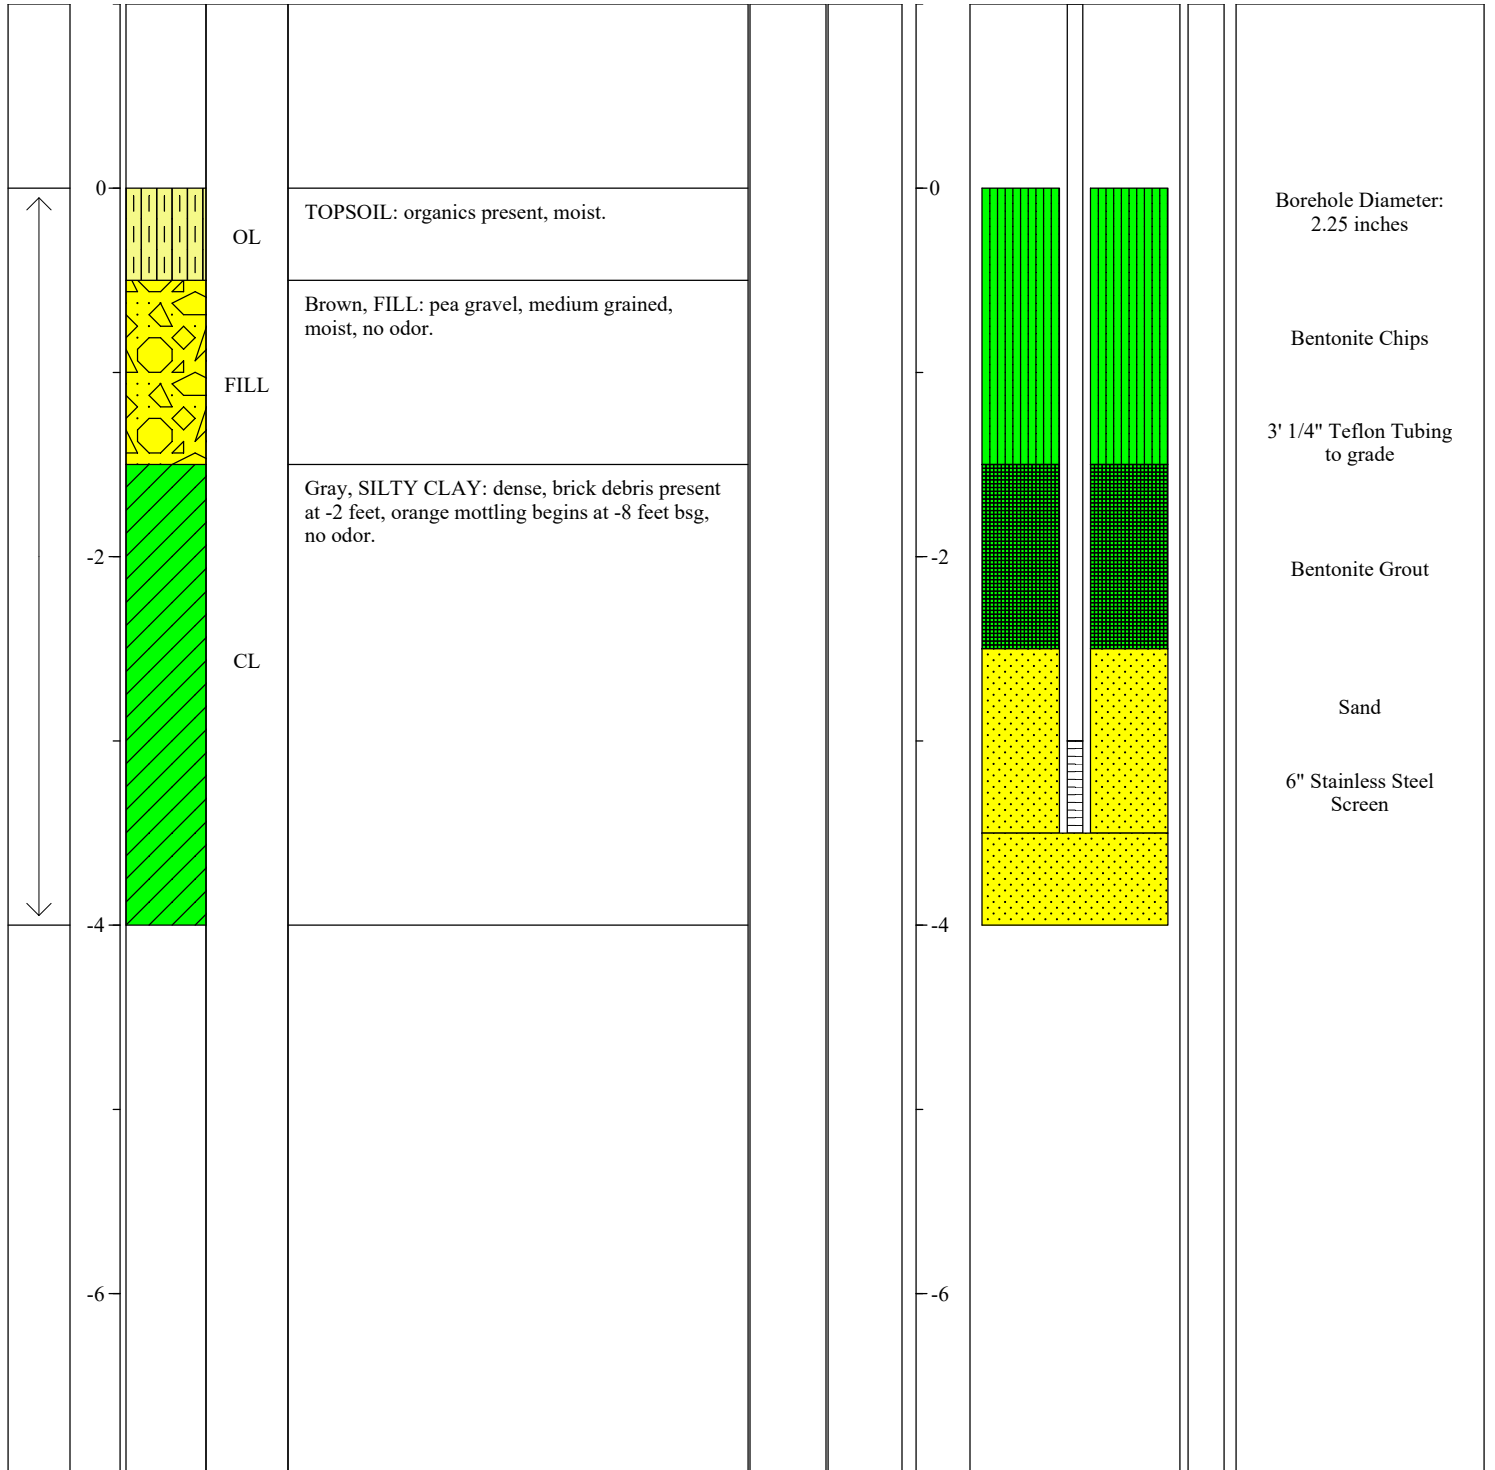 0
OL
TOPSOIL: organics present, moist.
FILL
Brown, FILL: pea gravel, medium grained,
moist, no odor.
-2
CL
Gray, SILTY CLAY: dense, brick debris present
at -2 feet, orange mottling begins at -8 feet bsg,
no odor.
-4
-6
0
-2
-4
-6
Borehole Diameter:
2.25 inches
Bentonite Chips
3' 1/4" Teflon Tubing
to grade
Bentonite Grout
Sand
6" Stainless Steel
Screen